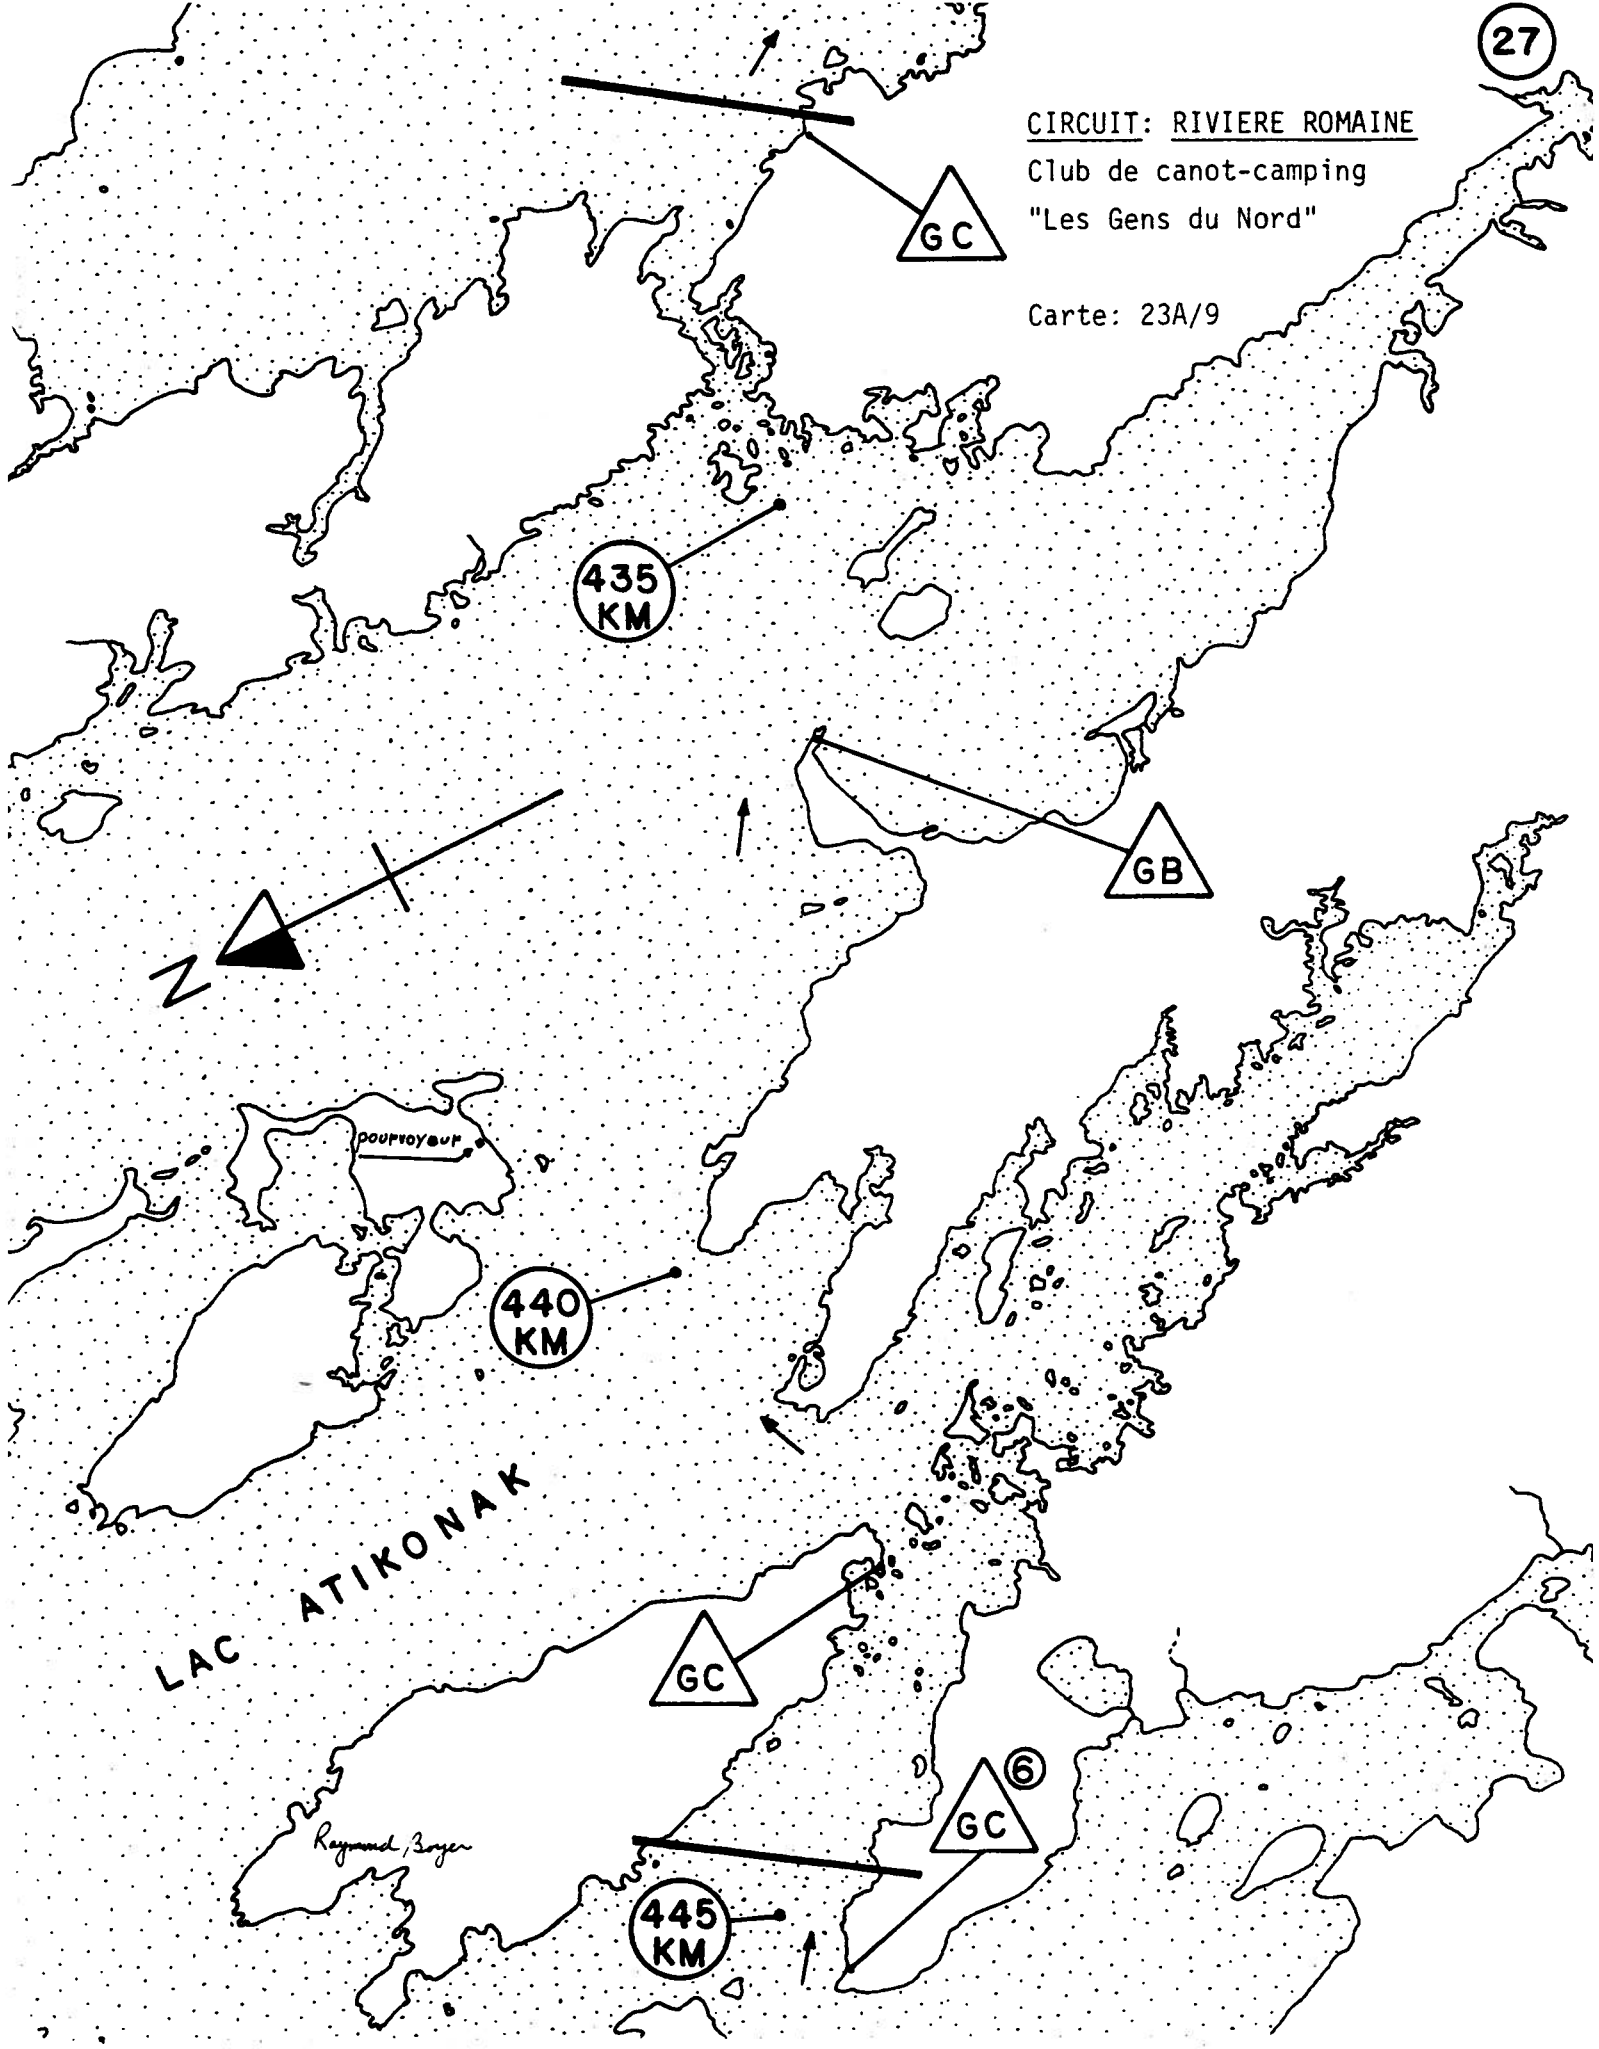 27
CIRCUIT: RIVIERE ROMAINE
Club de canot-camping
"Les Gens du Nord"
Carte: 23A/9
GC
435
KM
GB
N
pourvoyeur
440
KM
LAC ATIKONAK
GC
6
GC
Raymond Boyer
445
KM